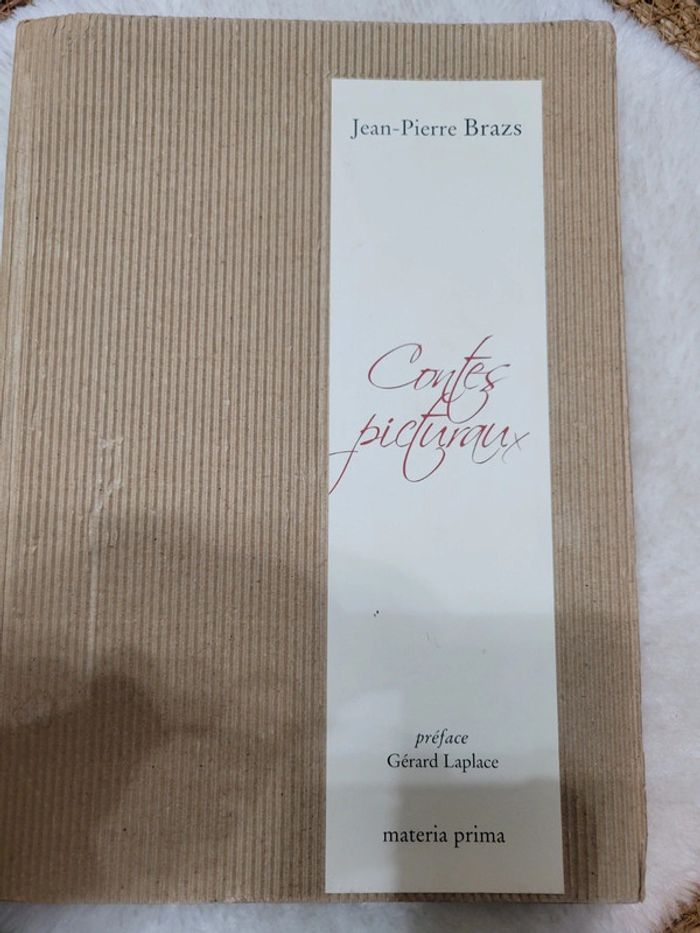 Jean-Pierre Brazs
Contes
picturaux
préface
Gérard Laplace
materia prima